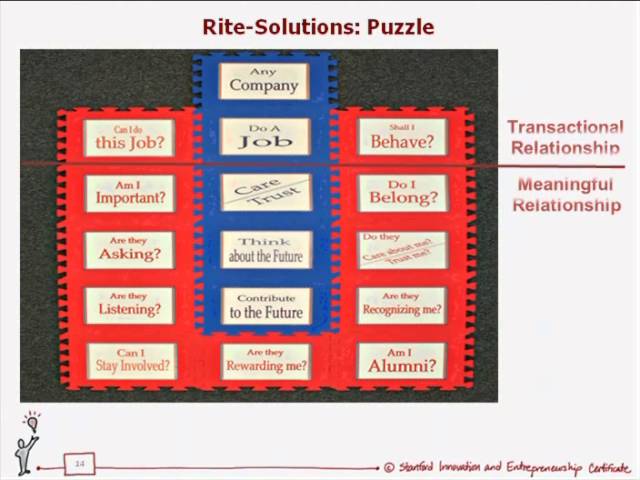 Rite-Solutions: Puzzle
Any
Company
Can I do
this Job?
Do A
Job
Shall I
Behave?
Transactional
Relationship
Am I
Important?
Care
Trust
Do I
Belong?
Meaningful
Relationship
Are they
Asking?
Think
about the Future
Do they
Care about me?
Trust me?
Are they
Listening?
Contribute
to the Future
Are they
Recognizing me?
Can I
Stay Involved?
Are they
Rewarding me?
Am I
Alumni?
14
© Stanford Innovation and Entrepreneurship Certificate